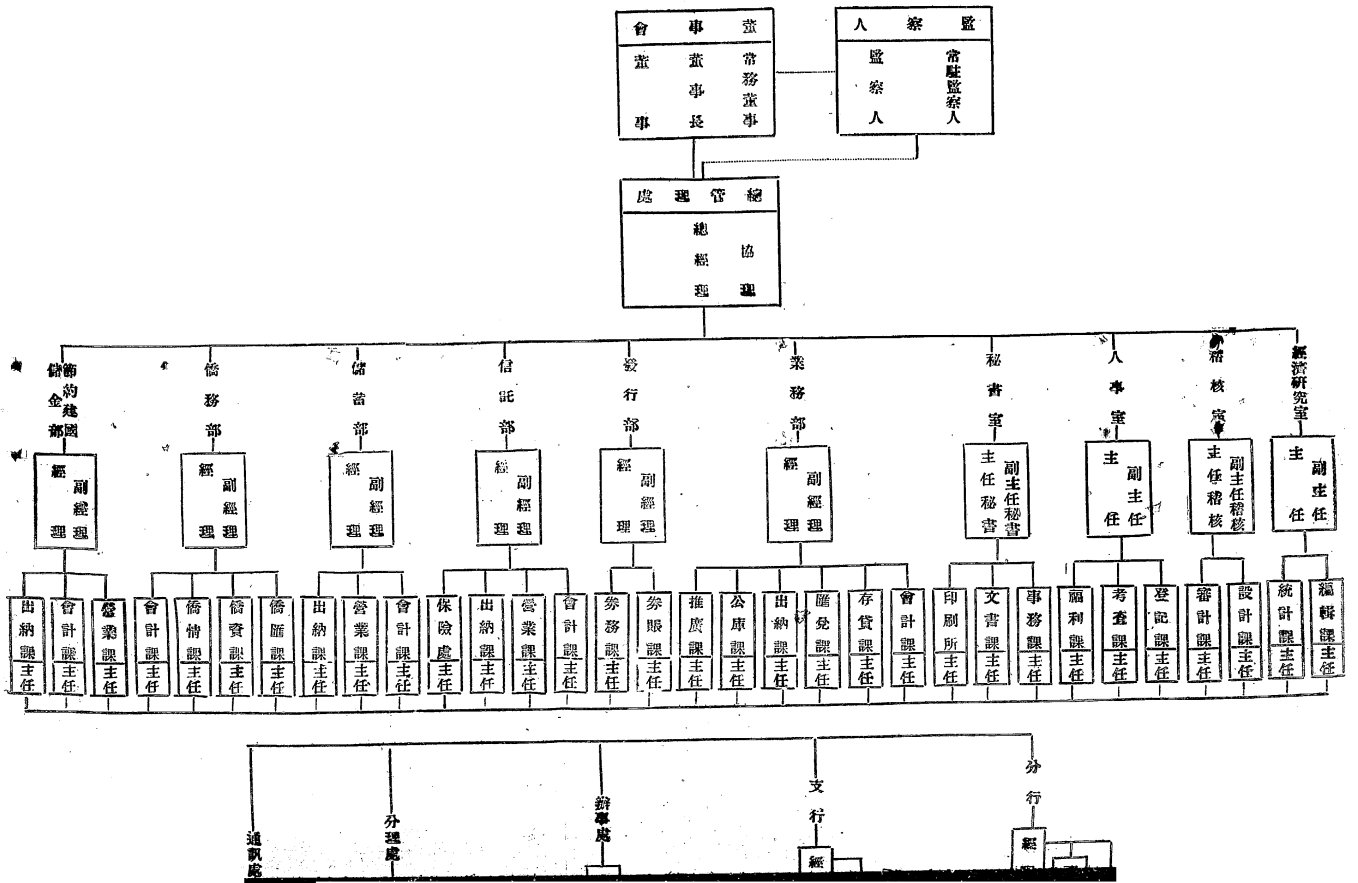 監察人
常駐監察人
監察人
董事會
常務董事
董事長
董事
總管理處
協理
總經理
經濟研究室
副主任
主任
編輯課主任
統計課主任
稽核室
副主任稽核
主任稽核
設計課主任
審計課主任
人事室
副主任
主任
登記課主任
考查課主任
福利課主任
秘書室
副主任秘書
主任秘書
事務課主任
文書課主任
印刷所主任
業務部
副經理
經理
會計課主任
存貸課主任
匯兌課主任
出納課主任
公庫課主任
推廣課主任
發行部
副經理
經理
券賬課主任
券務課主任
信託部
副經理
經理
會計課主任
營業課主任
出納課主任
保險處主任
儲蓄部
副經理
經理
會計課主任
營業課主任
出納課主任
僑務部
副經理
經理
僑匯課主任
僑資課主任
僑情課主任
會計課主任
節約建國
儲金部
副經理
經理
營業課主任
會計課主任
出納課主任
分行
經
支行
經
辦事處
分理處
通訊處